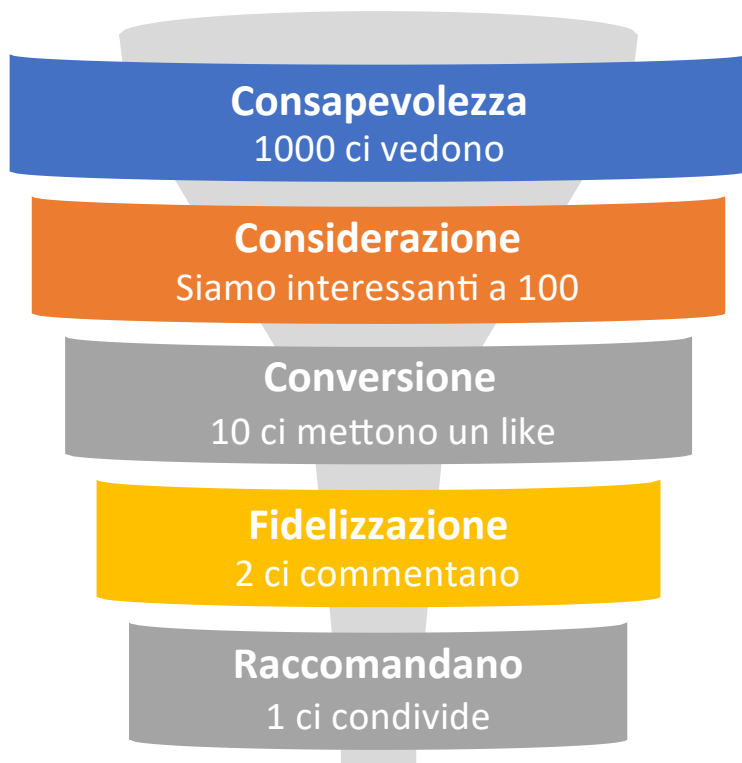 Consapevolezza
1000 ci vedono
Considerazione
Siamo interessanti a 100
Conversione
10 ci mettono un like
Fidelizzazione
2 ci commentano
Raccomandano
1 ci condivide